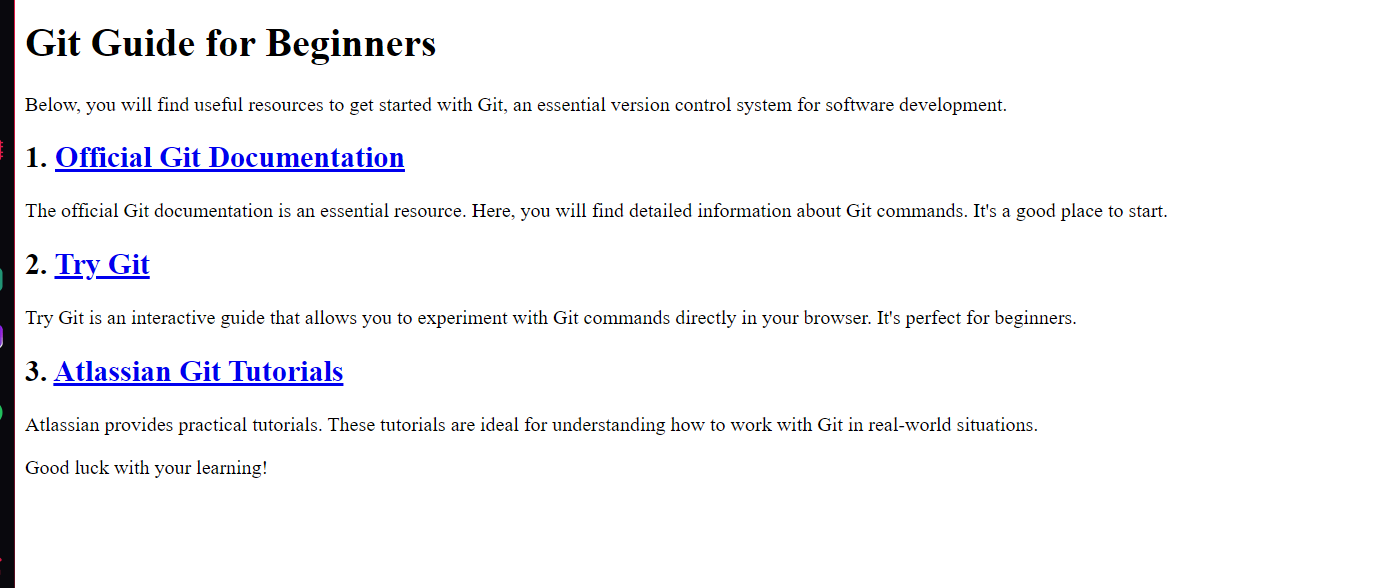 Git Guide for Beginners
Below, you will find useful resources to get started with Git, an essential version control system for software development.
1. Official Git Documentation
The official Git documentation is an essential resource. Here, you will find detailed information about Git commands. It's a good place to start.
2. Try Git
Try Git is an interactive guide that allows you to experiment with Git commands directly in your browser. It's perfect for beginners.
3. Atlassian Git Tutorials
Atlassian provides practical tutorials. These tutorials are ideal for understanding how to work with Git in real-world situations.
Good luck with your learning!